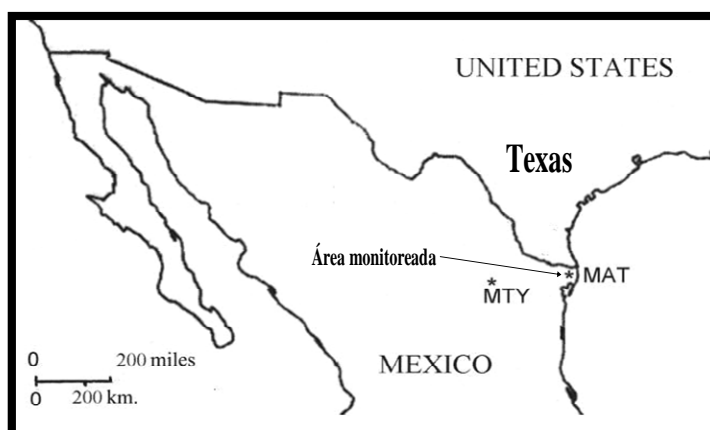 UNITED STATES
Texas
Área monitoreada
* MAT
*
MTY
0 200 miles
MEXICO
0 200 km.